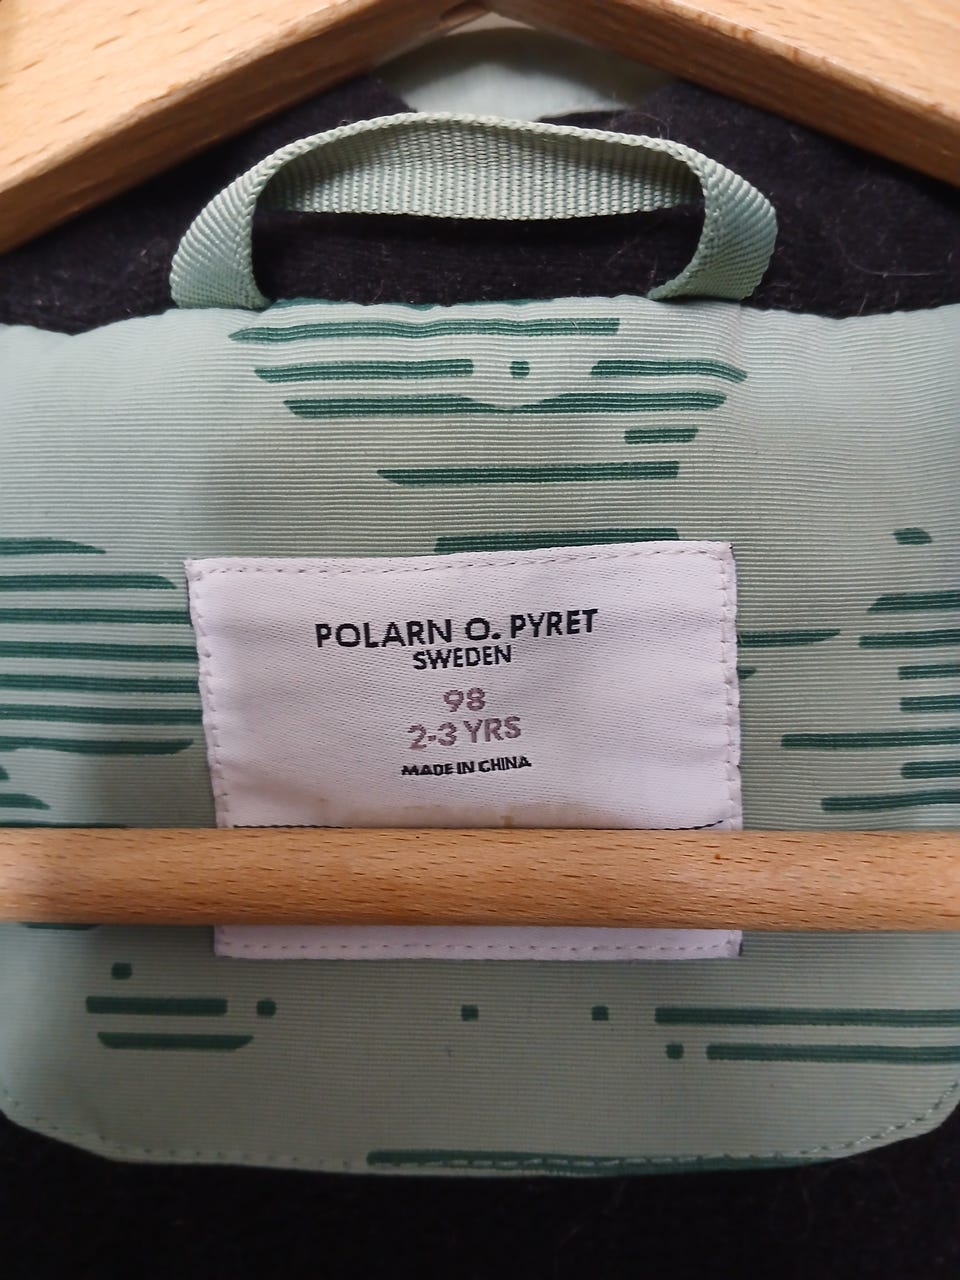 POLARN O. PYRET
SWEDEN
98
2-3 YRS
MADE IN CHINA